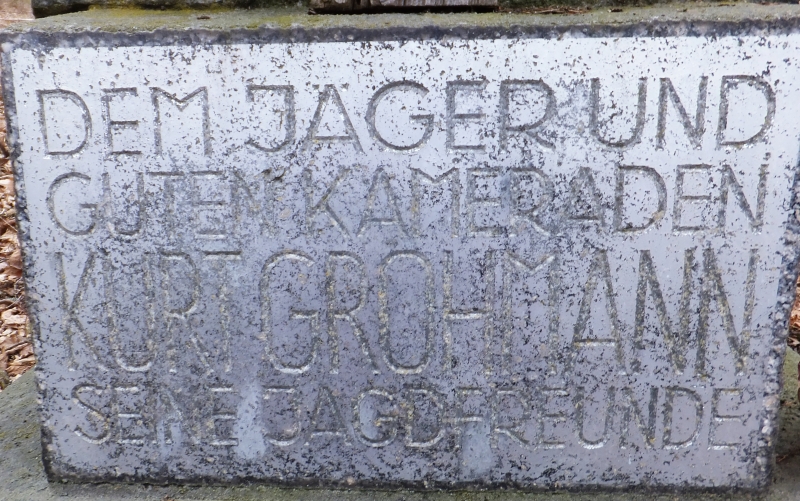 DEM JÄGER UND
GUTEN KAMERADEN
KURT GROHMANN
SEINE JAGDFREUNDE